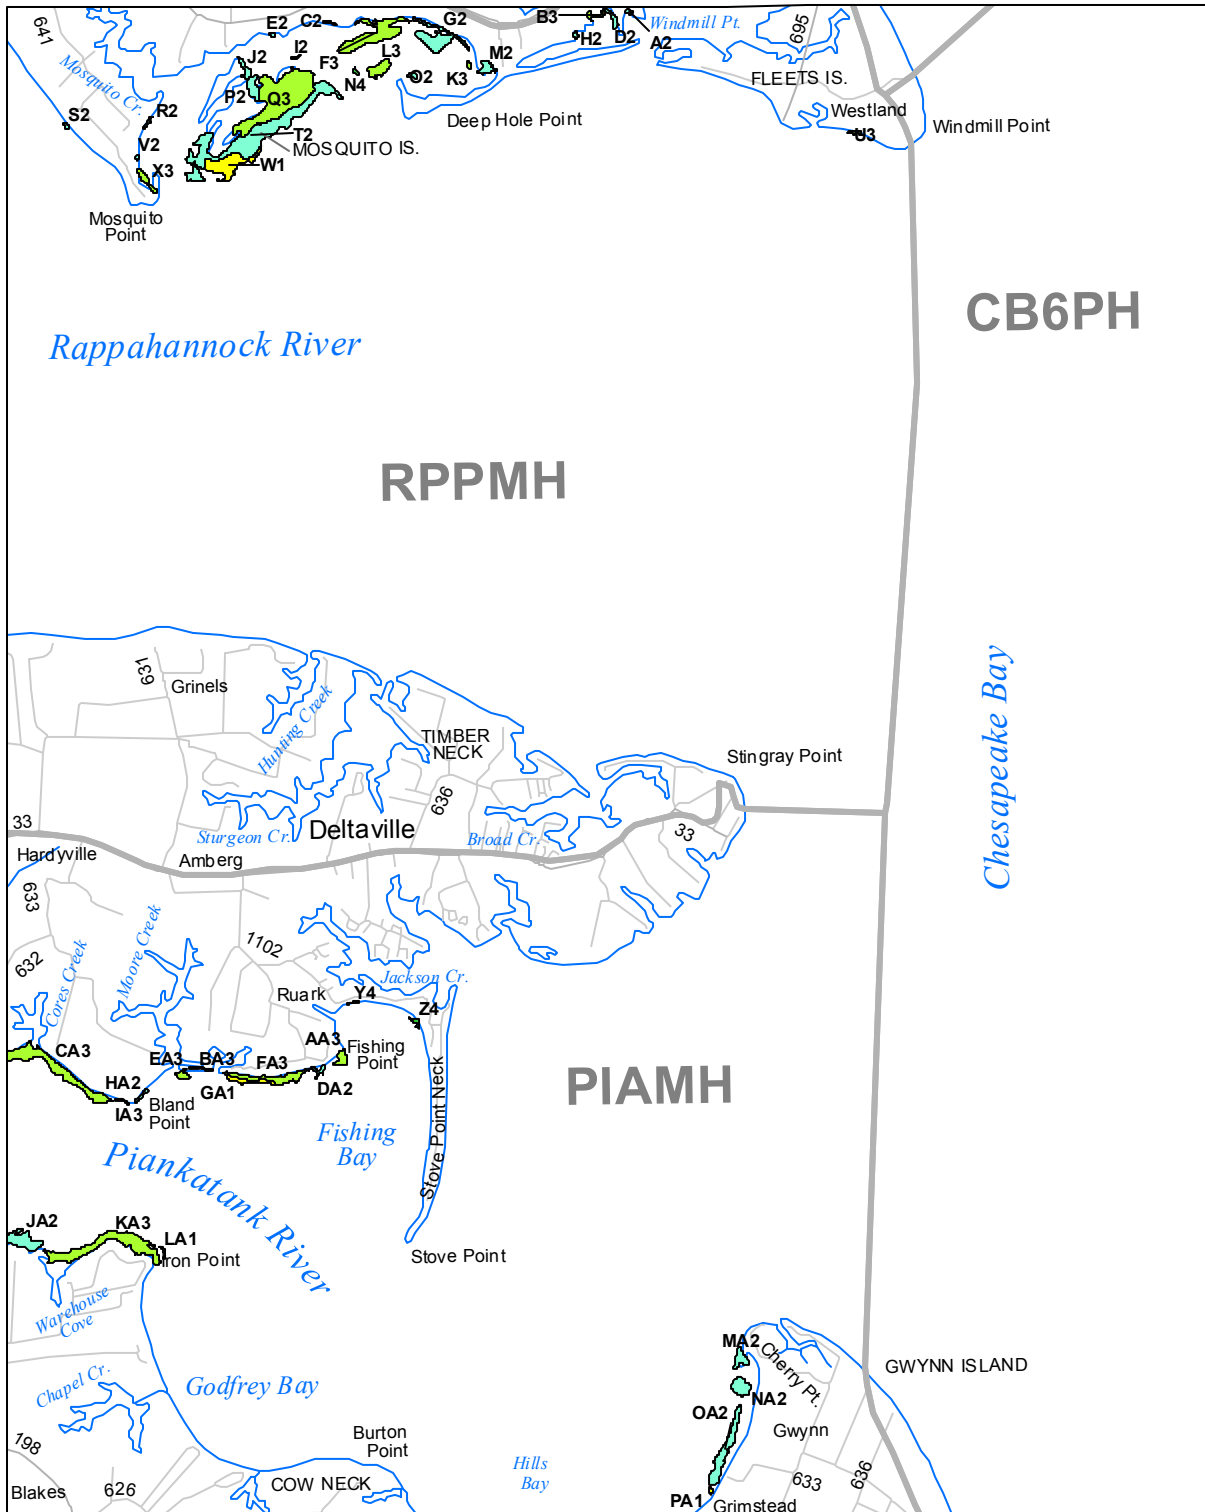 641
E2
C2
G2
B3
Windmill Pt.
695
H2
D2
A2
J2
I2
F3
L3
M2
Mosquito Cr.
N4
O2
K3
FLEETS IS.
P2
Q3
S2
R2
Westland
Deep Hole Point
Windmill Point
U3
T2
V2
MOSQUITO IS.
W1
X3
Mosquito
Point
CB6PH
Rappahannock River
RPPMH
Chesapeake Bay
631
Grinels
Hunting Creek
TIMBER
NECK
Stingray Point
636
33
Sturgeon Cr.
Deltaville
Broad Cr.
33
Hardyville
Amberg
633
Moore Creek
1102
632
Cores Creek
Jackson Cr.
Ruark
Y4
Z4
AA3
Fishing
Point
CA3
EA3
BA3
FA3
HA2
GA1
DA2
IA3
Bland
Point
PIAMH
Fishing
Bay
Stove Point Neck
Piankatank River
JA2
KA3
LA1
Iron Point
Stove Point
Warehouse
Cove
MA2
Cherry Pt.
GWYNN ISLAND
Chapel Cr.
Godfrey Bay
NA2
OA2
Gwynn
198
Burton
Point
Hills
Bay
633
636
Blakes
626
COW NECK
PA1
Grimstead